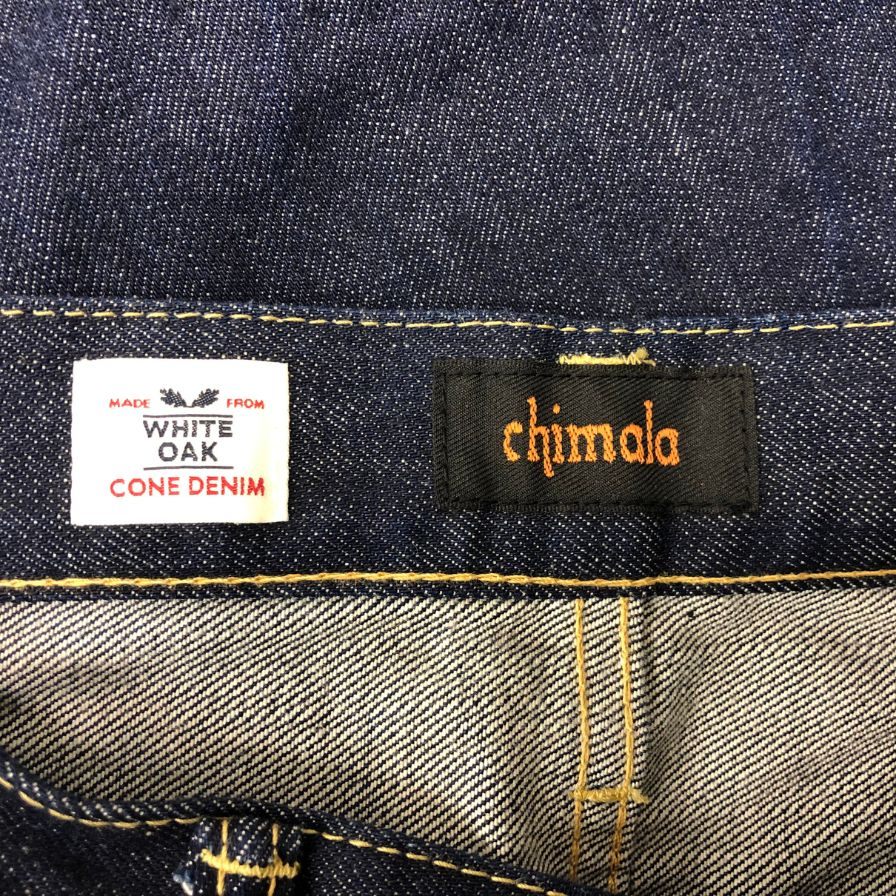 MADE FROM
WHITE
OAK
CONE DENIM
chimala